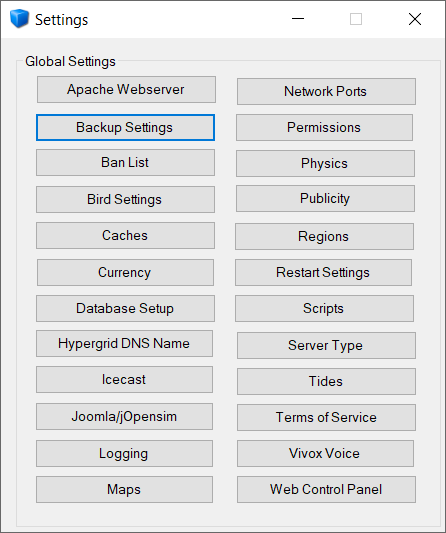 Settings
Global Settings
Apache Webserver
Network Ports
Backup Settings
Permissions
Ban List
Physics
Bird Settings
Publicity
Caches
Regions
Currency
Restart Settings
Database Setup
Scripts
Hypergrid DNS Name
Server Type
Icecast
Tides
Joomla/jOpensim
Terms of Service
Logging
Vivox Voice
Maps
Web Control Panel